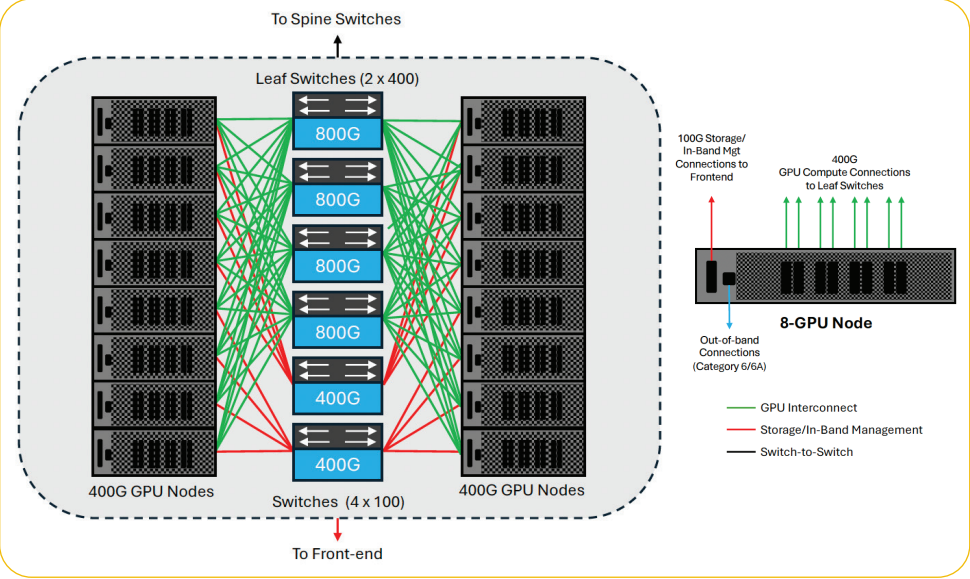 To Spine Switches
Leaf Switches (2 x 400)
800G
800G
800G
800G
400G
400G
400G GPU Nodes
400G GPU Nodes
Switches  (4 x 100)
To Front-end
100G Storage/
In-Band Mgt
Connections to
Frontend
400G
GPU Compute Connections
to Leaf Switches
8-GPU Node
Out-of-band
Connections
(Category 6/6A)
GPU Interconnect
Storage/In-Band Management
Switch-to-Switch